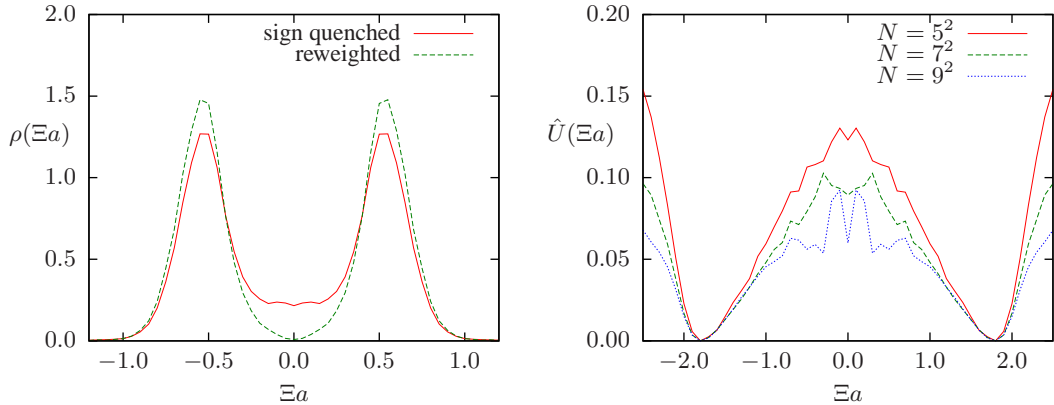 2.0
1.5
1.0
0.5
0.0
ρ(Ξa)
sign quenched
reweighted
−1.0 −0.5 0.0 0.5 1.0
Ξa
0.20
0.15
0.10
0.05
0.00
Û(Ξa)
N = 5²
N = 7²
N = 9²
−2.0 −1.0 0.0 1.0 2.0
Ξa